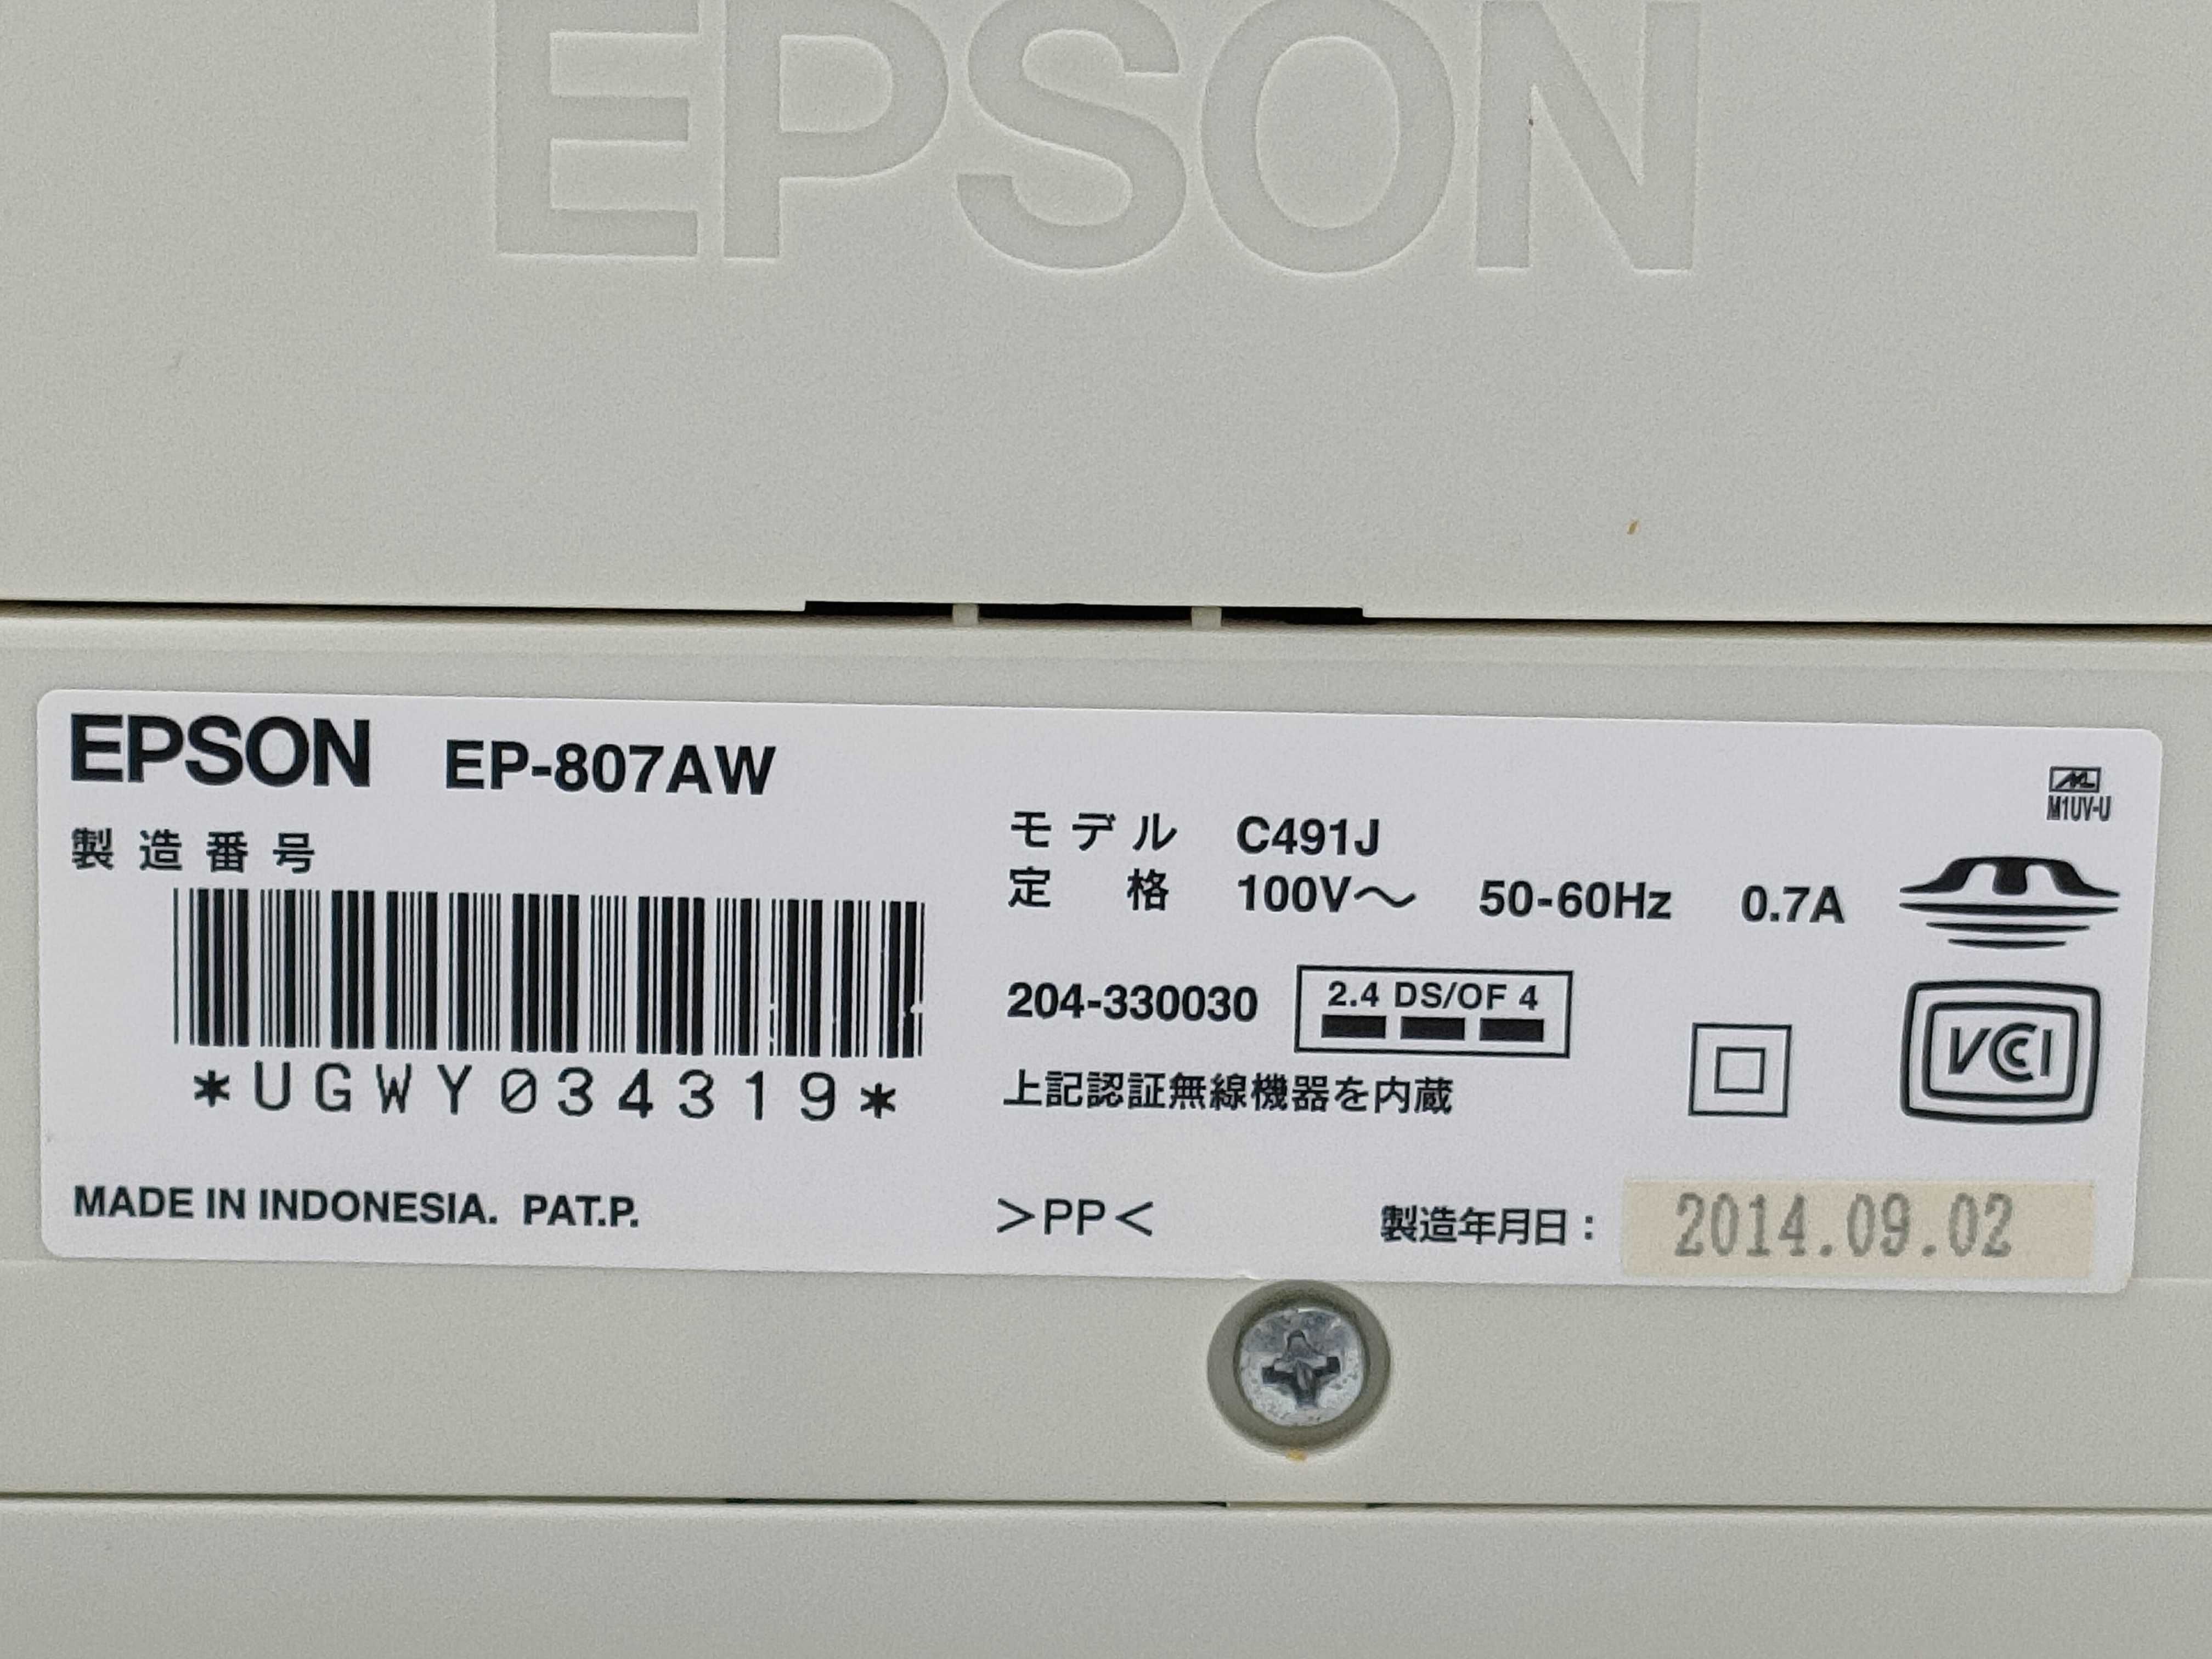 EPSON
EPSON EP-807AW
M1UV-U
製造番号
モデル C491J
定格 100V～ 50-60Hz 0.7A
204-330030 2.4 DS/OF 4
*UGWY034319*
上記認証無線機器を内蔵
VCCI
MADE IN INDONESIA. PAT.P.
>PP<
製造年月日: 2014.09.02